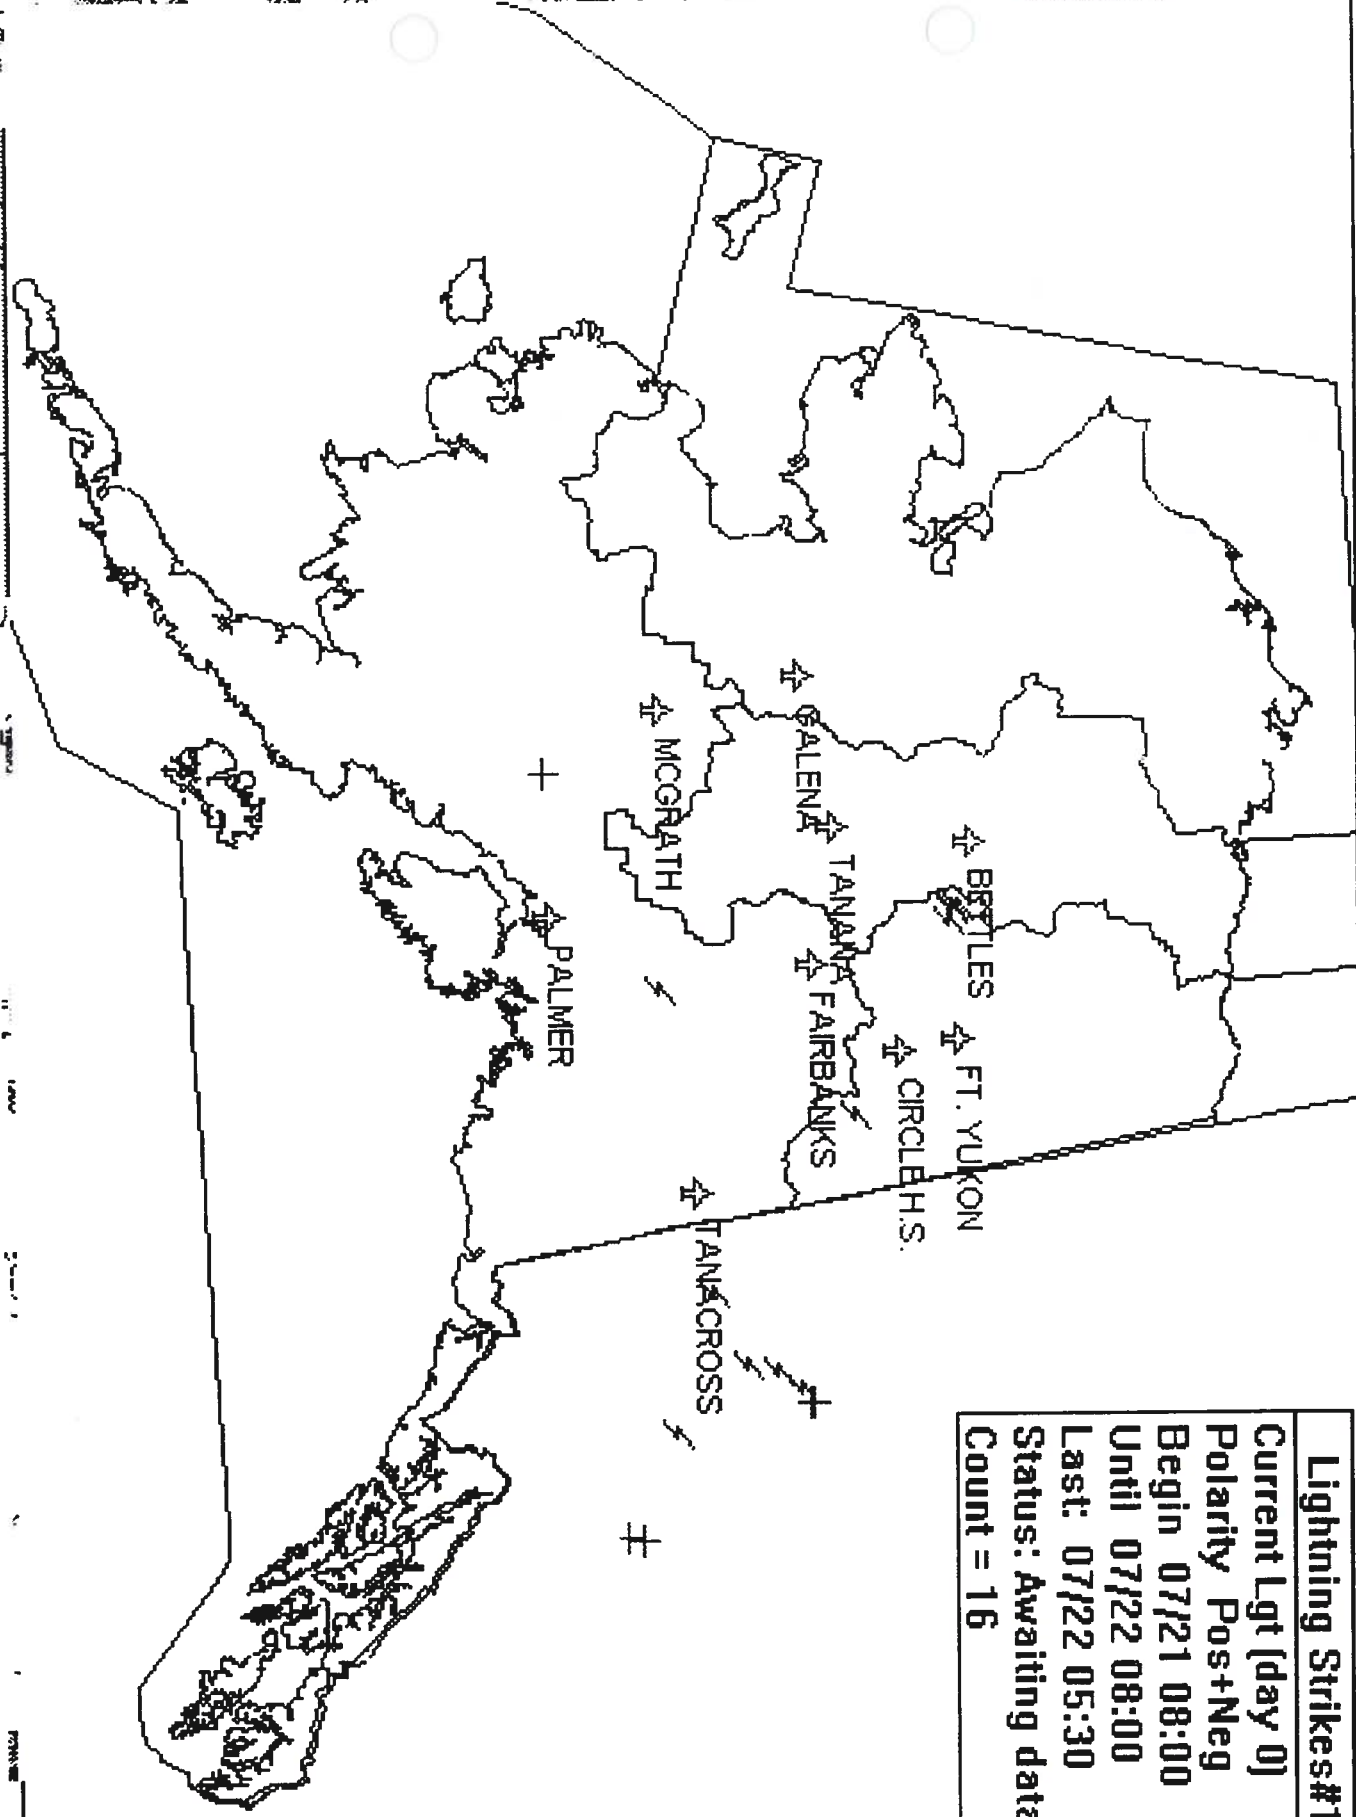 Lightning Strikes#1
Current Lgt (day 0)
Polarity Pos+Neg
Begin 07/21 08:00
Until 07/22 08:00
Last: 07/22 05:30
Status: Awaiting data
Count = 16
BETTLES
FT. YUKON
CIRCLE H.S.
GALENA
TANANA
FAIRBANKS
TANACROSS
MCGRATH
PALMER